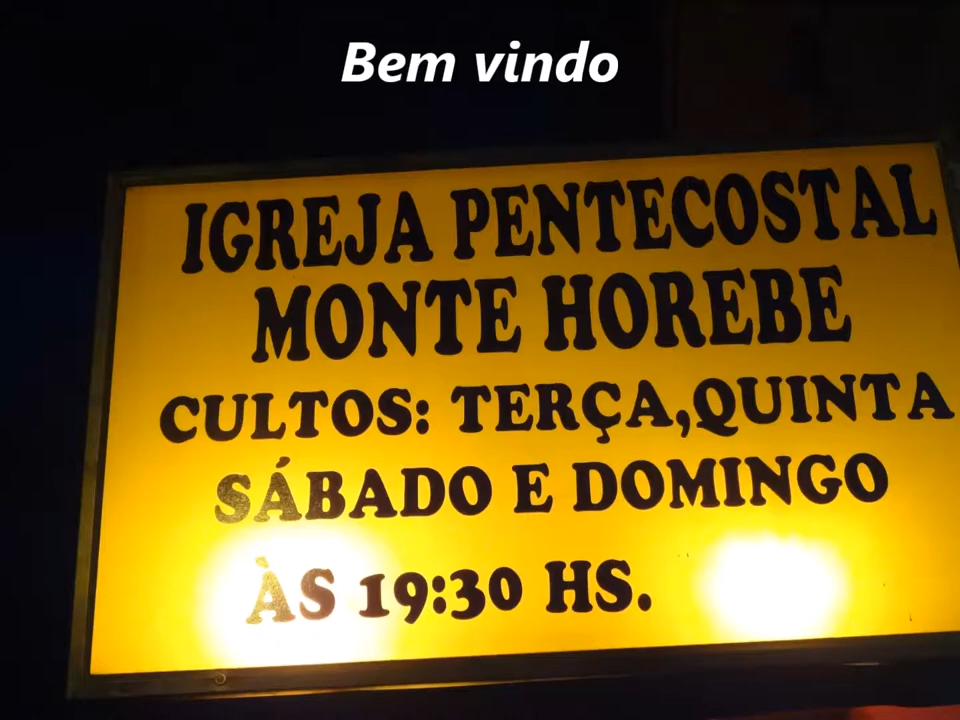 Bem vindo
IGREJA PENTECOSTAL
MONTE HOREBE
CULTOS: TERÇA,QUINTA
SÁBADO E DOMINGO
ÀS 19:30 HS.